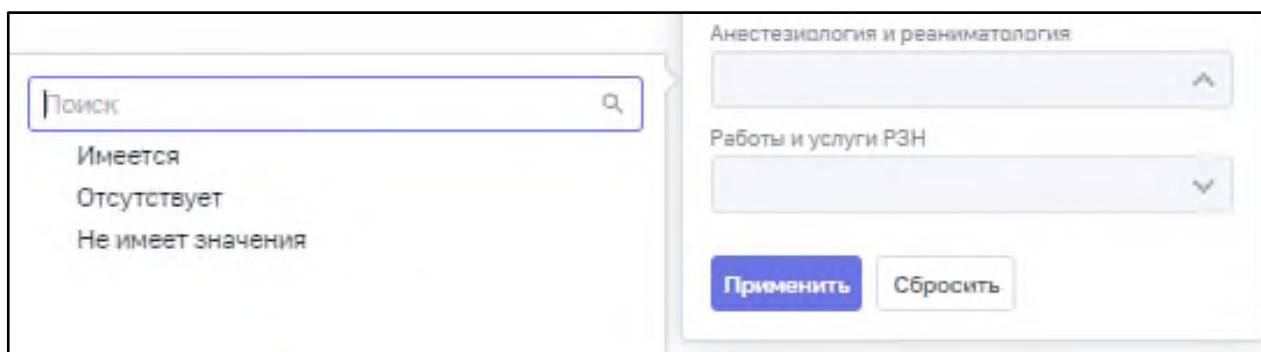 Поиск
Имеется
Отсутствует
Не имеет значения
Анестезиология и реаниматология
Работы и услуги РЗН
Применить
Сбросить